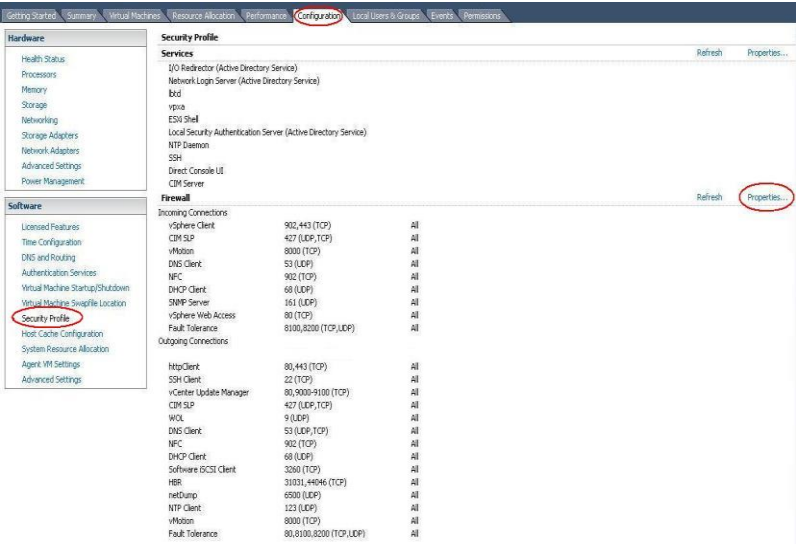 Getting Started Summary Virtual Machines Resource Allocation Performance Configuration Local Users & Groups Events Permissions
Hardware
Health Status
Processors
Memory
Storage
Networking
Storage Adapters
Network Adapters
Advanced Settings
Power Management
Software
Licensed Features
Time Configuration
DNS and Routing
Authentication Services
Virtual Machine Startup/Shutdown
Virtual Machine Swapfile Location
Security Profile
Host Cache Configuration
System Resource Allocation
Agent VM Settings
Advanced Settings
Security Profile
Services Refresh Properties...
I/O Redirector (Active Directory Service)
Network Login Server (Active Directory Service)
lbtd
vpxa
ESXi Shell
Local Security Authentication Server (Active Directory Service)
NTP Daemon
SSH
Direct Console UI
CIM Server
Firewall Refresh Properties...
Incoming Connections
vSphere Client 902,443 (TCP) All
CIM SLP 427 (UDP,TCP) All
vMotion 8000 (TCP) All
DNS Client 53 (UDP) All
NFC 902 (TCP) All
DHCP Client 68 (UDP) All
SNMP Server 161 (UDP) All
vSphere Web Access 80 (TCP) All
Fault Tolerance 8100,8200 (TCP,UDP) All
Outgoing Connections
httpClient 80,443 (TCP) All
SSH Client 22 (TCP) All
vCenter Update Manager 80,9000-9100 (TCP) All
CIM SLP 427 (UDP,TCP) All
WOL 9 (UDP) All
DNS Client 53 (UDP,TCP) All
NFC 902 (TCP) All
DHCP Client 68 (UDP) All
Software iSCSI Client 3260 (TCP) All
HBR 31031,44046 (TCP) All
netDump 6500 (UDP) All
NTP Client 123 (UDP) All
vMotion 8000 (TCP) All
Fault Tolerance 80,8100,8200 (TCP,UDP) All